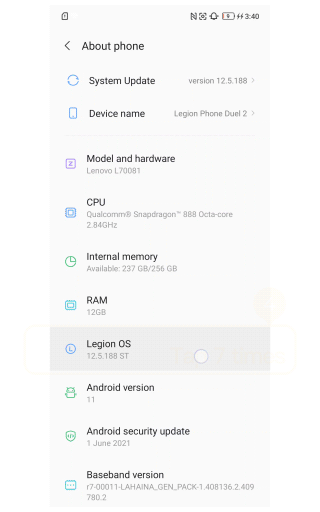 3:40
About phone
System Update version 12.5.188
Device name Legion Phone Duel 2
Model and hardware
Lenovo L70081
CPU
Qualcomm® Snapdragon™ 888 Octa-core
2.84GHz
Internal memory
Available: 237 GB/256 GB
RAM
12GB
Legion OS
12.5.188 ST
Android version
11
Android security update
1 June 2021
Baseband version
r7-00011-LAHAINA_GEN_PACK-1.408136.2.409
780.2